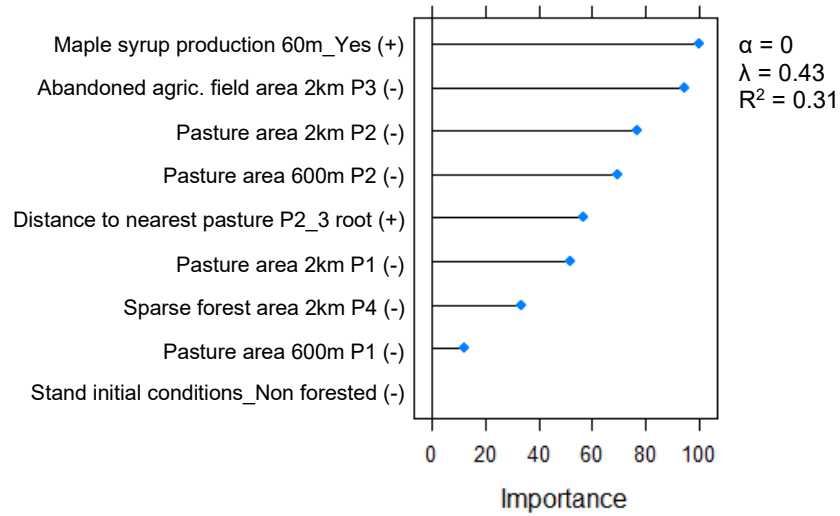 Maple syrup production 60m_Yes (+)
Abandoned agric. field area 2km P3 (-)
Pasture area 2km P2 (-)
Pasture area 600m P2 (-)
Distance to nearest pasture P2_3 root (+)
Pasture area 2km P1 (-)
Sparse forest area 2km P4 (-)
Pasture area 600m P1 (-)
Stand initial conditions_Non forested (-)
α = 0
λ = 0.43
R² = 0.31
0 20 40 60 80 100
Importance